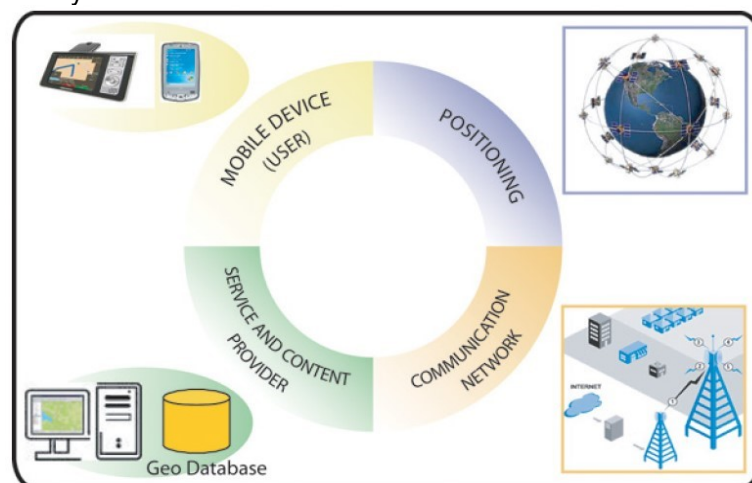 MOBILE DEVICE
(USER)
POSITIONING
SERVICE AND CONTENT
PROVIDER
COMMUNICATION
NETWORK
INTERNET
Geo Database